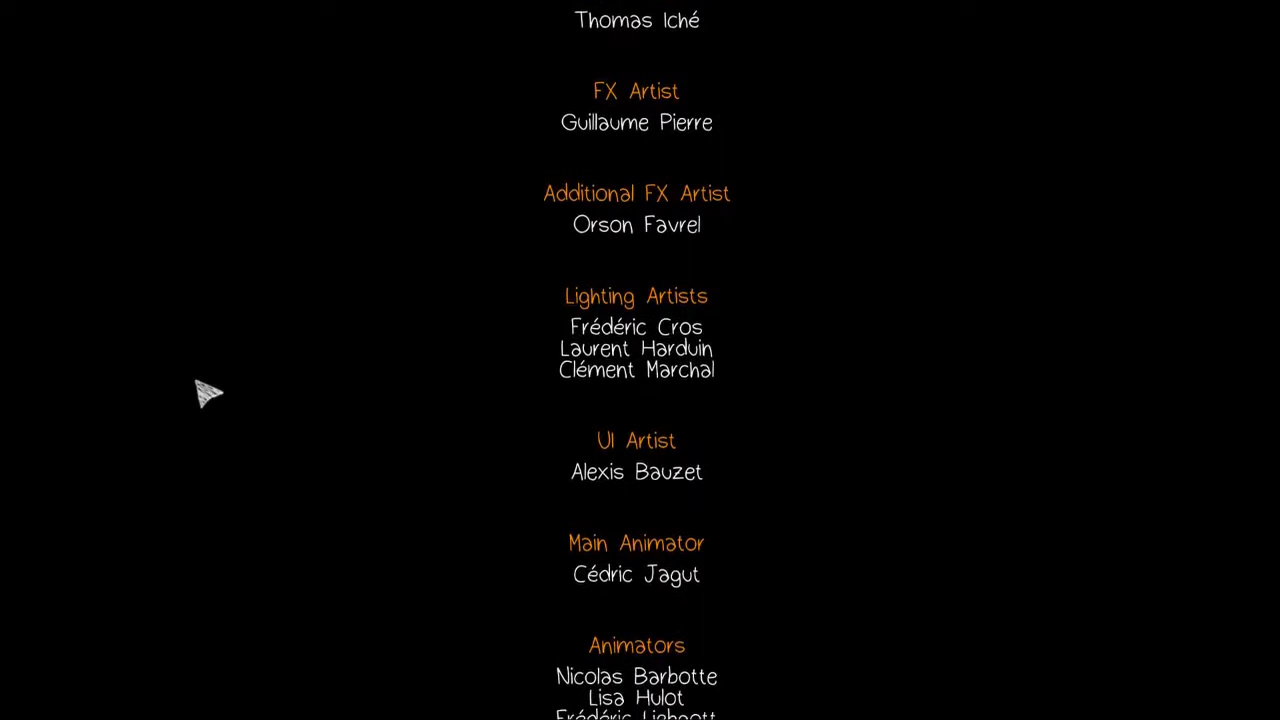 Thomas Iché
FX Artist
Guillaume Pierre
Additional FX Artist
Orson Favrel
Lighting Artists
Frédéric Cros
Laurent Harduin
Clément Marchal
UI Artist
Alexis Bauzet
Main Animator
Cédric Jagut
Animators
Nicolas Barbotte
Lisa Hulot
Frédéric